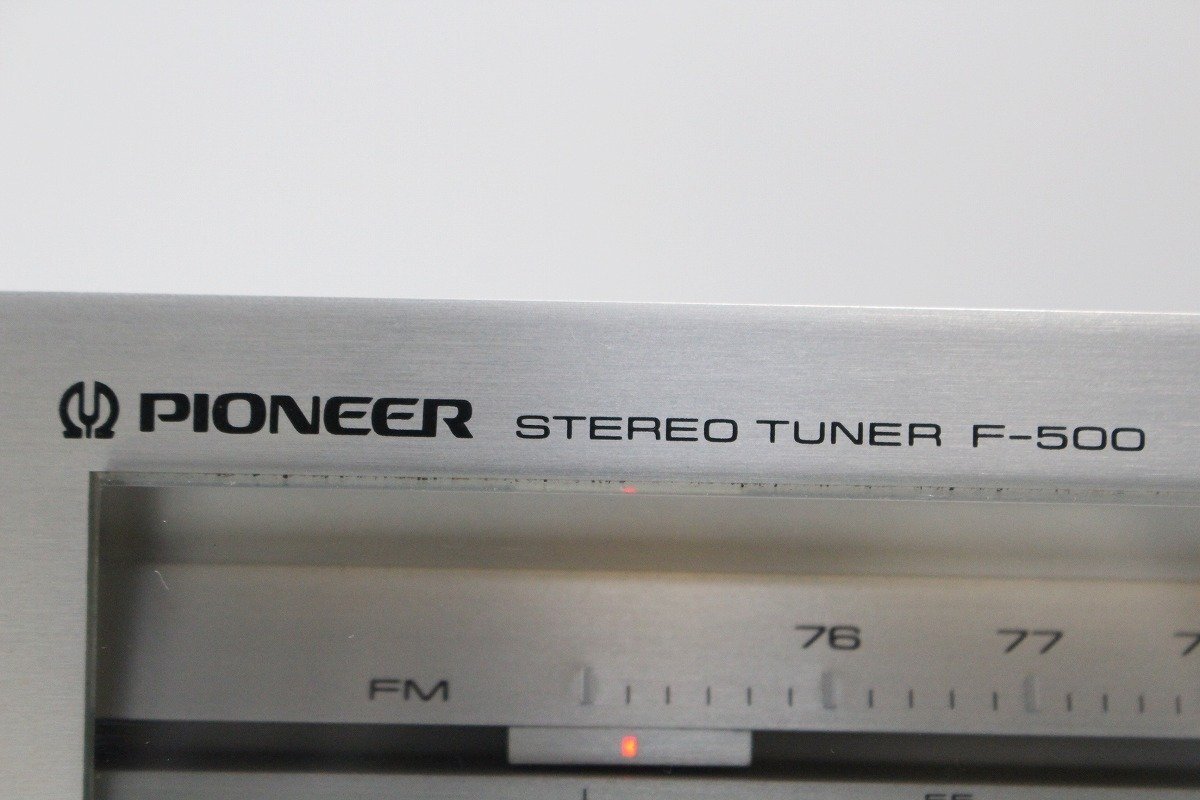 PIONEER STEREO TUNER F-500
76 77
FM